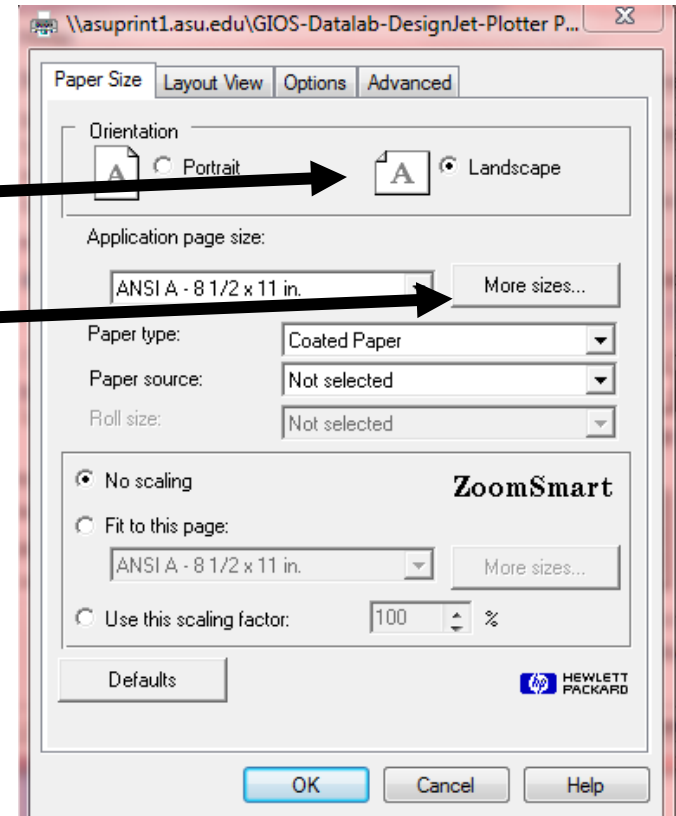 \\asuprint1.asu.edu\GIOS-Datalab-DesignJet-Plotter P...
Paper Size Layout View Options Advanced
Orientation
A Portrait A Landscape
Application page size:
ANSI A - 8 1/2 x 11 in. More sizes...
Paper type: Coated Paper
Paper source: Not selected
Roll size: Not selected
No scaling ZoomSmart
Fit to this page:
ANSI A - 8 1/2 x 11 in. More sizes...
Use this scaling factor: 100 %
Defaults hp HEWLETT
PACKARD
OK Cancel Help